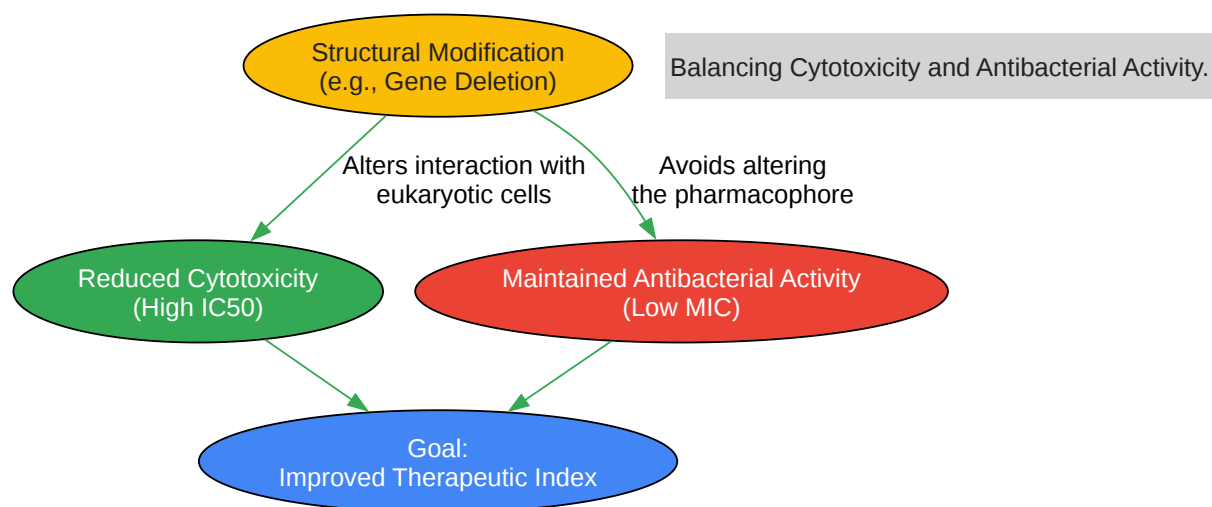 Structural Modification
(e.g., Gene Deletion)
Balancing Cytotoxicity and Antibacterial Activity.
Alters interaction with
eukaryotic cells
Avoids altering
the pharmacophore
Reduced Cytotoxicity
(High IC50)
Maintained Antibacterial Activity
(Low MIC)
Goal:
Improved Therapeutic Index